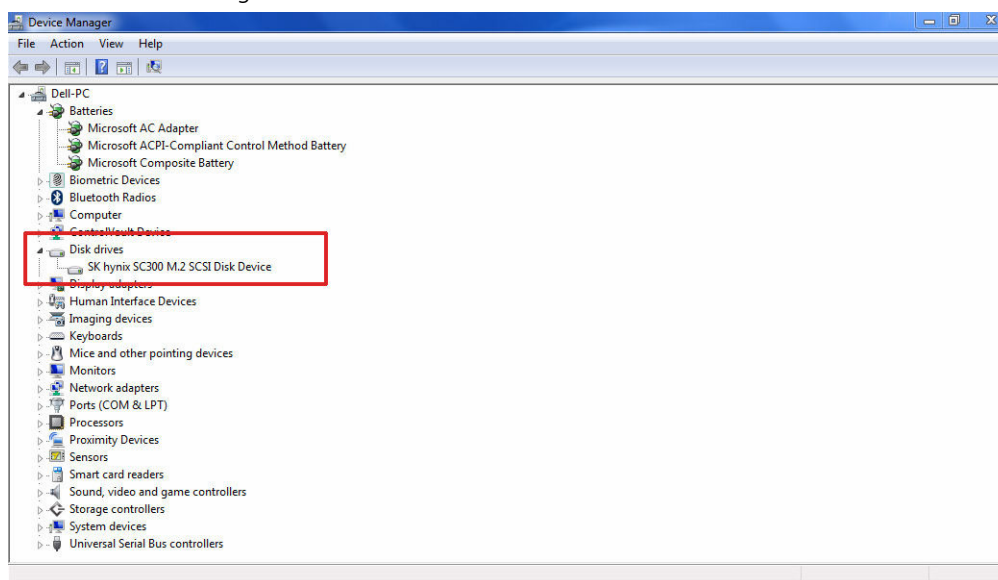 Device Manager
File Action View Help
Dell-PC
Batteries
Microsoft AC Adapter
Microsoft ACPI-Compliant Control Method Battery
Microsoft Composite Battery
Biometric Devices
Bluetooth Radios
Computer
ControlVault Device
Disk drives
SK hynix SC300 M.2 SCSI Disk Device
Display adapters
Human Interface Devices
Imaging devices
Keyboards
Mice and other pointing devices
Monitors
Network adapters
Ports (COM & LPT)
Processors
Proximity Devices
Sensors
Smart card readers
Sound, video and game controllers
Storage controllers
System devices
Universal Serial Bus controllers